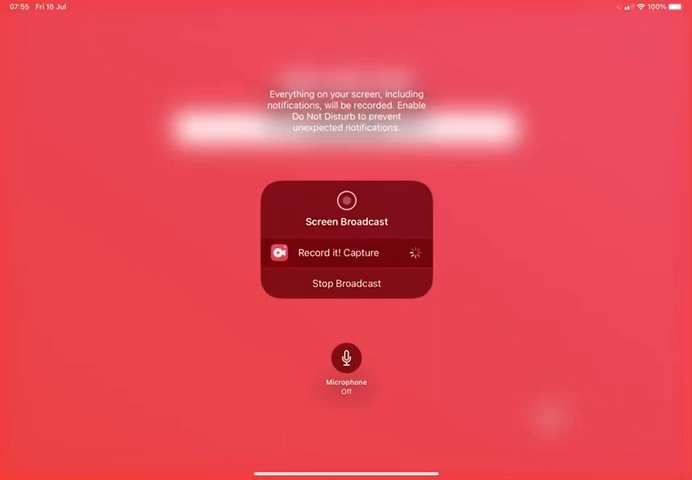 07:55 Fri 16 Jul
100%
Everything on your screen, including
notifications, will be recorded. Enable
Do Not Disturb to prevent
unexpected notifications.
Screen Broadcast
Record it! Capture
Stop Broadcast
Microphone
Off